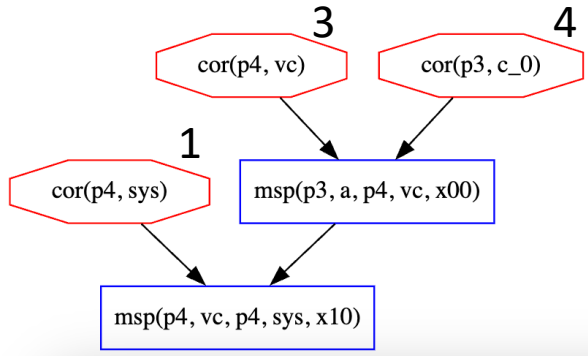 3
4
cor(p4, vc)
cor(p3, c_0)
1
cor(p4, sys)
msp(p3, a, p4, vc, x00)
msp(p4, vc, p4, sys, x10)